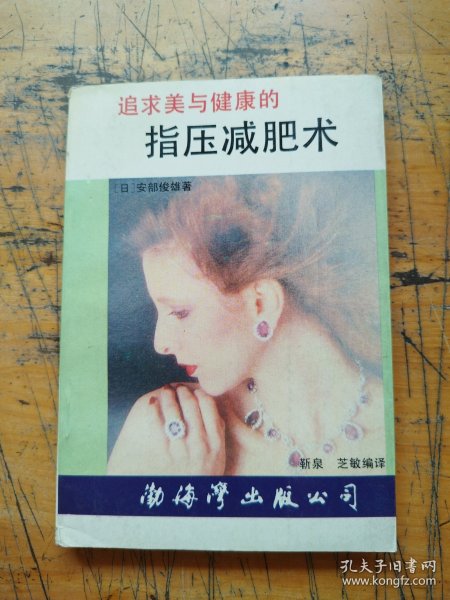 追求美与健康的
指压减肥术
[日]安部俊雄著
靳泉 芝敏编译
渤海湾出版公司
孔夫子旧书网
www.kongfz.com